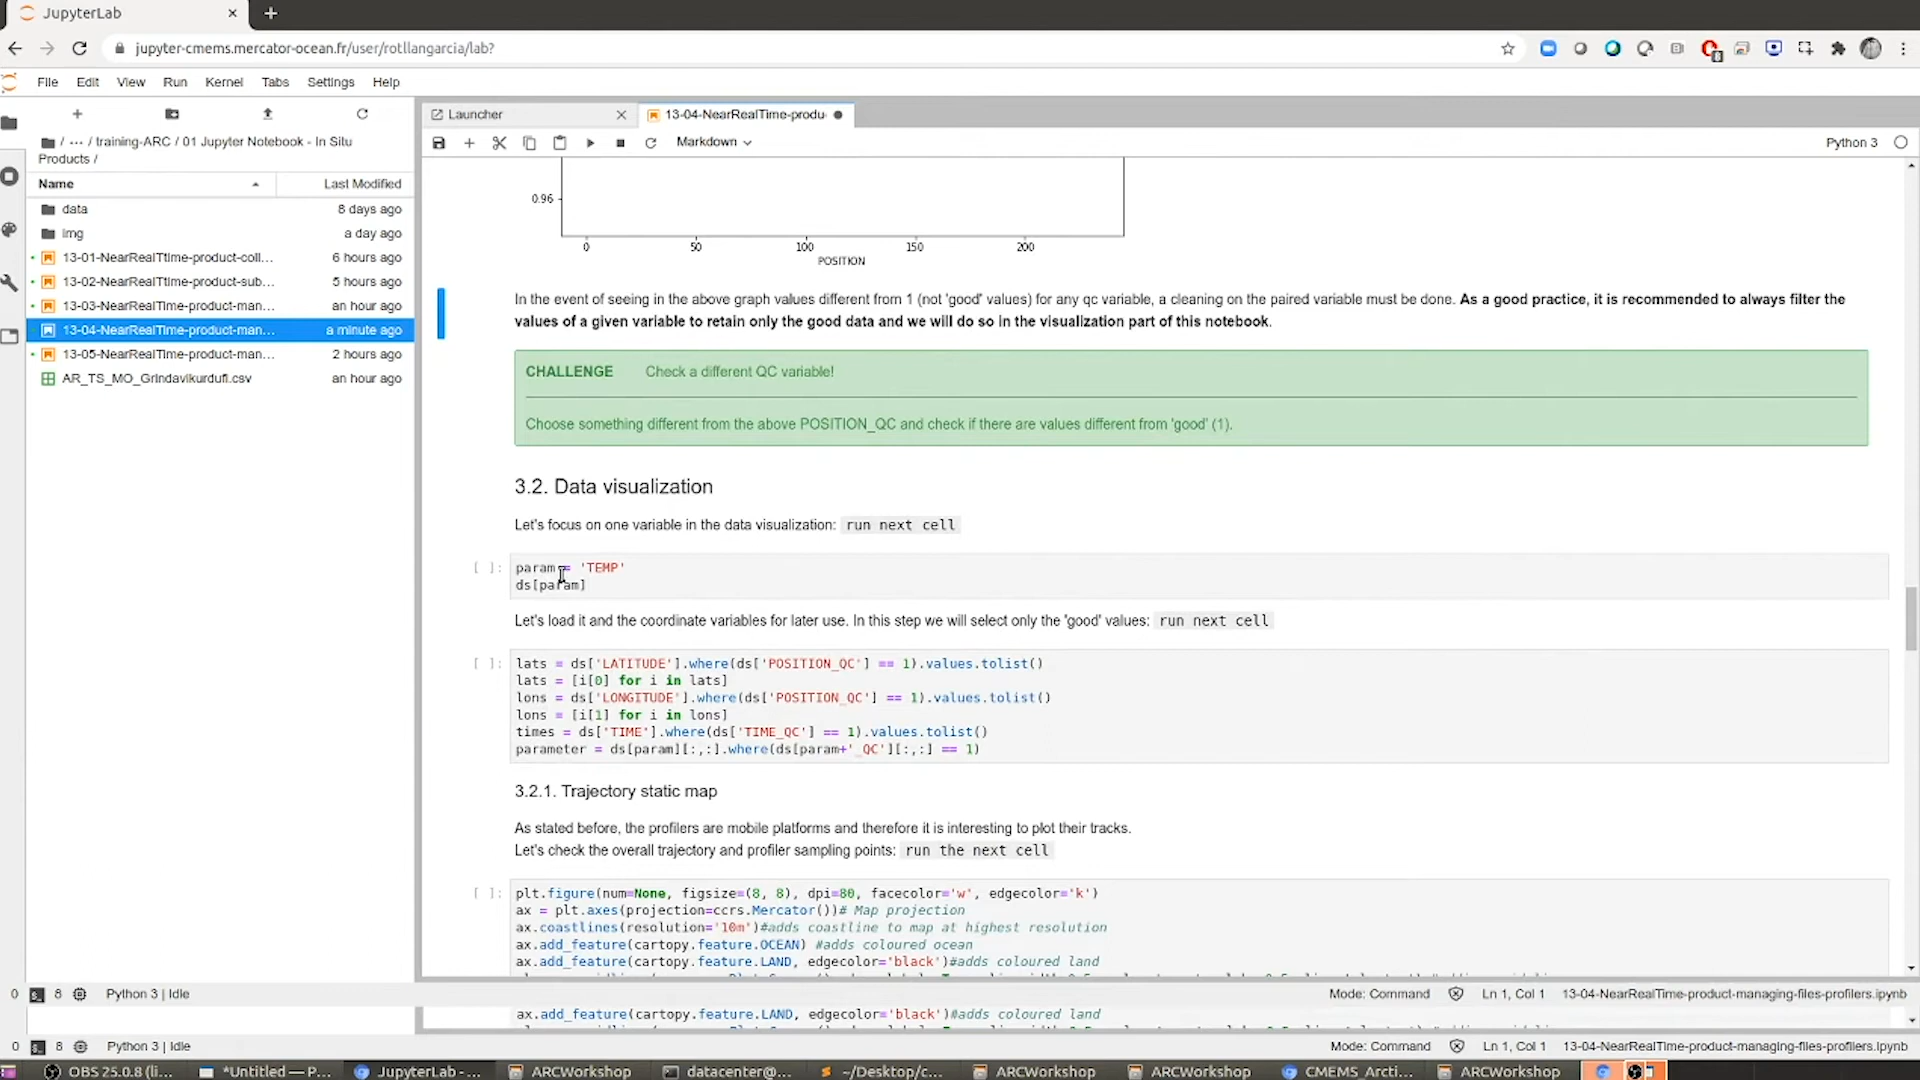 JupyterLab
jupyter-cmems.mercator-ocean.fr/user/rotllangarcia/lab?
File Edit View Run Kernel Tabs Settings Help
Launcher
13-04-NearRealTime-produ
/ ··· / training-ARC / 01 Jupyter Notebook - In Situ
Products /
Markdown
Python 3
Name Last Modified
data 8 days ago
img a day ago
13-01-NearRealTtime-product-coll... 6 hours ago
13-02-NearRealTtime-product-sub... 5 hours ago
13-03-NearRealTime-product-man... an hour ago
13-04-NearRealTime-product-man... a minute ago
13-05-NearRealTime-product-man... 2 hours ago
AR_TS_MO_Grindavikurdufl.csv an hour ago
0.96
0 50 100 150 200
POSITION
In the event of seeing in the above graph values different from 1 (not 'good' values) for any qc variable, a cleaning on the paired variable must be done. As a good practice, it is recommended to always filter the
values of a given variable to retain only the good data and we will do so in the visualization part of this notebook.
CHALLENGE Check a different QC variable!
Choose something different from the above POSITION_QC and check if there are values different from 'good' (1).
3.2. Data visualization
Let's focus on one variable in the data visualization: run next cell
[ ]: param = 'TEMP'
ds[param]
Let's load it and the coordinate variables for later use. In this step we will select only the 'good' values: run next cell
[ ]: lats = ds['LATITUDE'].where(ds['POSITION_QC'] == 1).values.tolist()
lats = [i[0] for i in lats]
lons = ds['LONGITUDE'].where(ds['POSITION_QC'] == 1).values.tolist()
lons = [i[1] for i in lons]
times = ds['TIME'].where(ds['TIME_QC'] == 1).values.tolist()
parameter = ds[param][:,:].where(ds[param+'_QC'][:,:] == 1)
3.2.1. Trajectory static map
As stated before, the profilers are mobile platforms and therefore it is interesting to plot their tracks.
Let's check the overall trajectory and profiler sampling points: run the next cell
[ ]: plt.figure(num=None, figsize=(8, 8), dpi=80, facecolor='w', edgecolor='k')
ax = plt.axes(projection=ccrs.Mercator())# Map projection
ax.coastlines(resolution='10m')#adds coastline to map at highest resolution
ax.add_feature(cartopy.feature.OCEAN) #adds coloured ocean
ax.add_feature(cartopy.feature.LAND, edgecolor='black')#adds coloured land
0 8 Python 3 | Idle Mode: Command Ln 1, Col 1 13-04-NearRealTime-product-managing-files-profilers.ipynb
ax.add_feature(cartopy.feature.LAND, edgecolor='black')#adds coloured land
0 8 Python 3 | Idle Mode: Command Ln 1, Col 1 13-04-NearRealTime-product-managing-files-profilers.ipynb
OBS 25.0.8 (li... *Untitled — P... JupyterLab - ... ARCWorkshop datacenter@... ~/Desktop/c... ARCWorkshop ARCWorkshop CMEMS_Arcti... ARCWorkshop